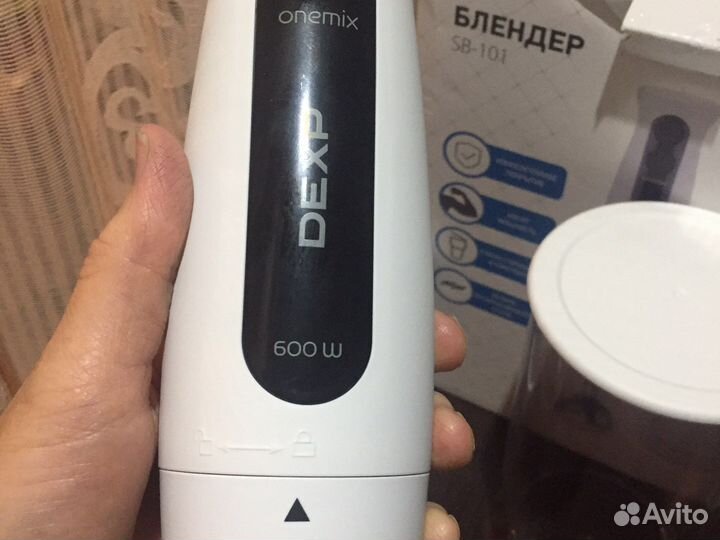 onemix
DEXP
600 W
БЛЕНДЕР
SB-101
Avito